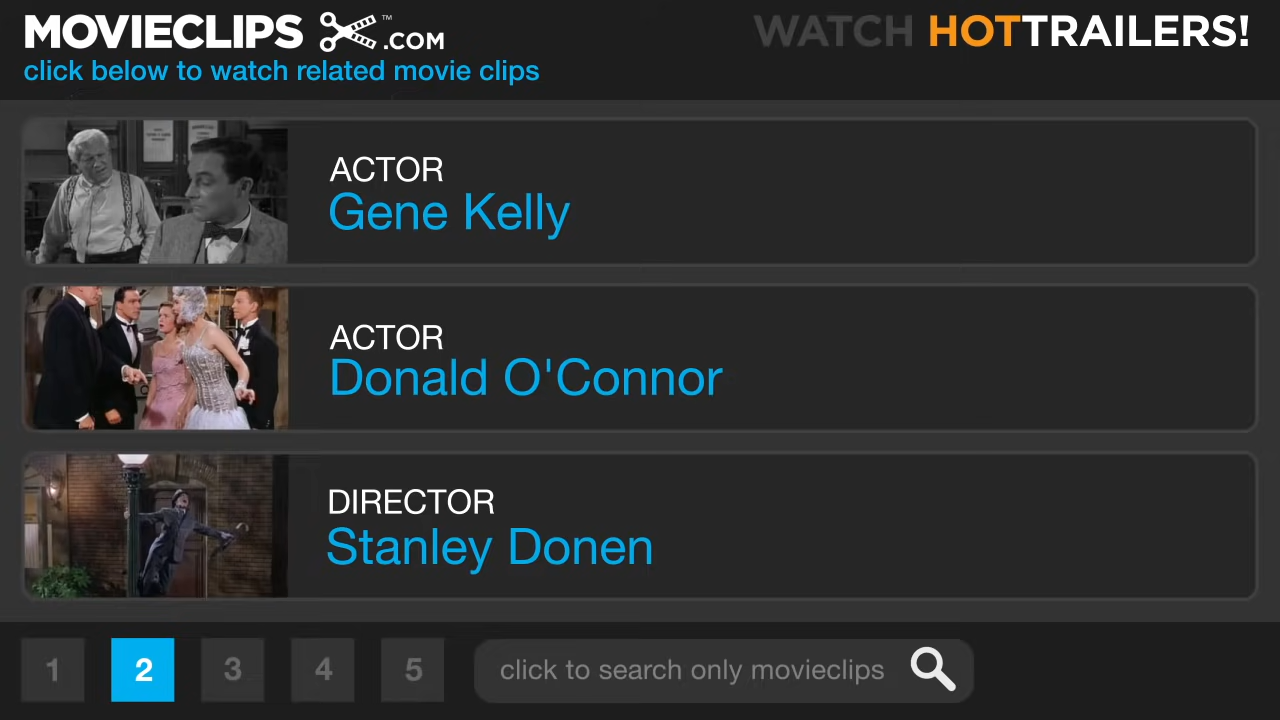 MOVIECLIPS ™ .COM
WATCH HOTTRAILERS!
click below to watch related movie clips
ACTOR
Gene Kelly
ACTOR
Donald O'Connor
DIRECTOR
Stanley Donen
1 2 3 4 5
click to search only movieclips